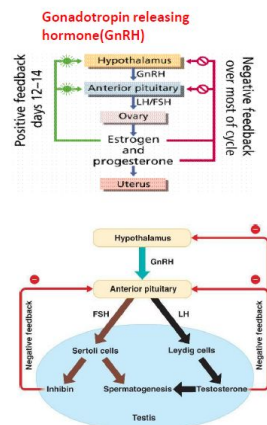 Gonadotropin releasing
hormone(GnRH)
Positive feedback
days 12–14
Hypothalamus
GnRH
Anterior pituitary
LH/FSH
Ovary
Estrogen
and
progesterone
Uterus
Negative feedback
over most of cycle
Hypothalamus
GnRH
Anterior pituitary
FSH
LH
Negative feedback
Negative feedback
Sertoli cells
Leydig cells
Inhibin
Spermatogenesis
Testosterone
Testis